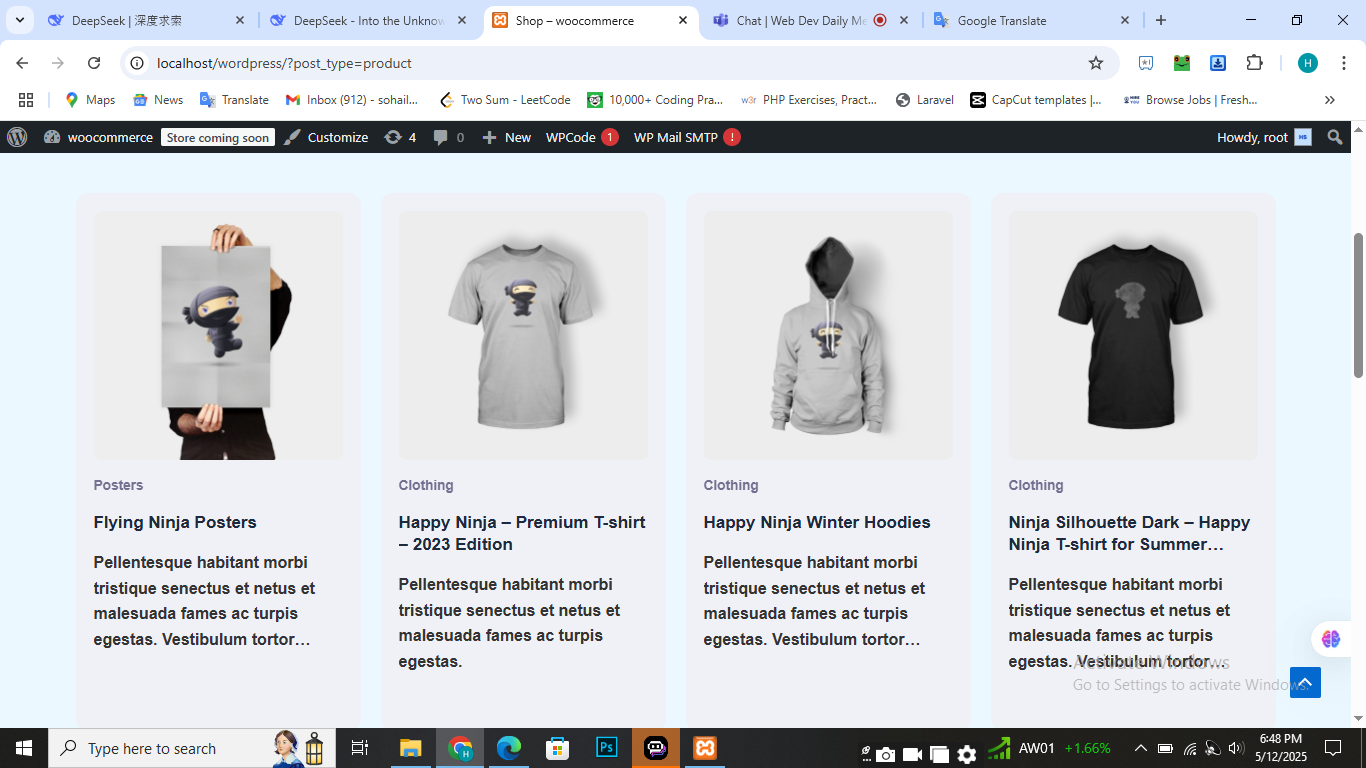 DeepSeek | 深度求索
DeepSeek - Into the Unknow
Shop – woocommerce
Chat | Web Dev Daily Me
Google Translate
localhost/wordpress/?post_type=product
H
Maps
News
Translate
Inbox (912) - sohail...
Two Sum - LeetCode
10,000+ Coding Pra...
w3r PHP Exercises, Pract...
Laravel
CapCut templates |...
Browse Jobs | Fresh...
woocommerce
Store coming soon
Customize
4
0
New
WPCode 1
WP Mail SMTP !
Howdy, root
HS
Posters
Flying Ninja Posters
Pellentesque habitant morbi
tristique senectus et netus et
malesuada fames ac turpis
egestas. Vestibulum tortor…
Clothing
Happy Ninja – Premium T-shirt
– 2023 Edition
Pellentesque habitant morbi
tristique senectus et netus et
malesuada fames ac turpis
egestas.
Clothing
Happy Ninja Winter Hoodies
Pellentesque habitant morbi
tristique senectus et netus et
malesuada fames ac turpis
egestas. Vestibulum tortor…
Clothing
Ninja Silhouette Dark – Happy
Ninja T-shirt for Summer…
Pellentesque habitant morbi
tristique senectus et netus et
malesuada fames ac turpis
egestas. Vestibulum tortor…
Activate Windows
Go to Settings to activate Windows.
Type here to search
Ps
H
AW01
+1.66%
6:48 PM
5/12/2025